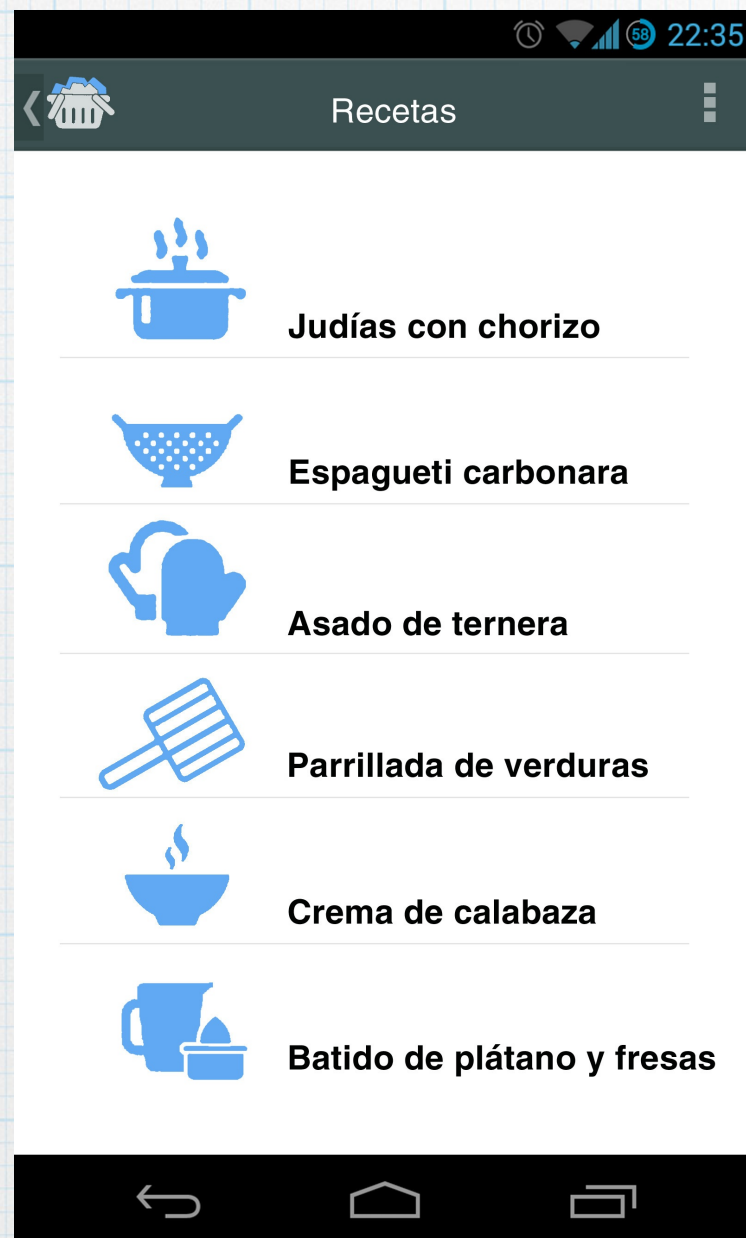 58 22:35
Recetas
Judías con chorizo
Espagueti carbonara
Asado de ternera
Parrillada de verduras
Crema de calabaza
Batido de plátano y fresas